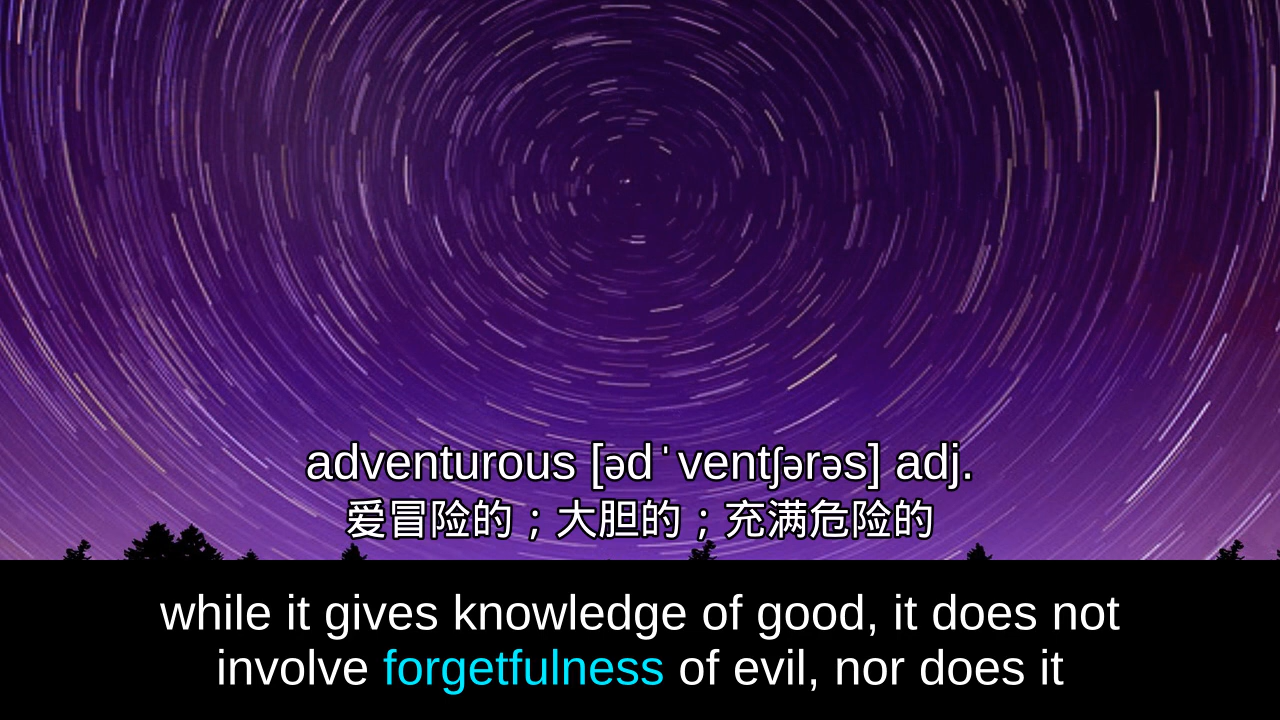 adventurous [ədˈventʃərəs] adj.
爱冒险的；大胆的；充满危险的
while it gives knowledge of good, it does not
involve forgetfulness of evil, nor does it